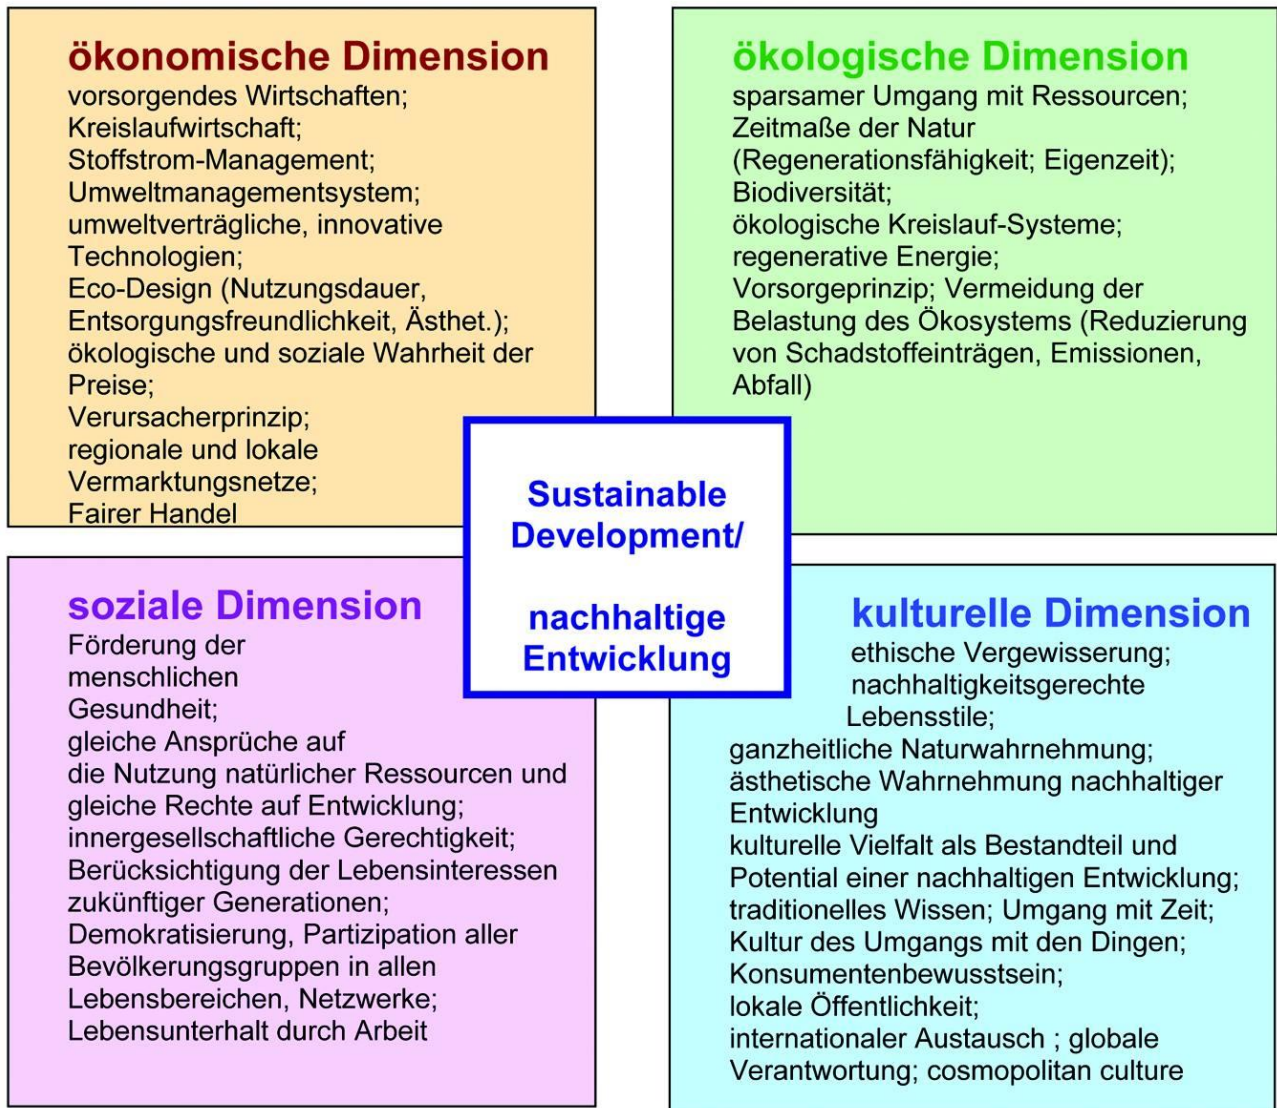 ökonomische Dimension
vorsorgendes Wirtschaften;
Kreislaufwirtschaft;
Stoffstrom-Management;
Umweltmanagementsystem;
umweltverträgliche, innovative
Technologien;
Eco-Design (Nutzungsdauer,
Entsorgungsfreundlichkeit, Ästhet.);
ökologische und soziale Wahrheit der
Preise;
Verursacherprinzip;
regionale und lokale
Vermarktungsnetze;
Fairer Handel
ökologische Dimension
sparsamer Umgang mit Ressourcen;
Zeitmaße der Natur
(Regenerationsfähigkeit; Eigenzeit);
Biodiversität;
ökologische Kreislauf-Systeme;
regenerative Energie;
Vorsorgeprinzip; Vermeidung der
Belastung des Ökosystems (Reduzierung
von Schadstoffeinträgen, Emissionen,
Abfall)
Sustainable
Development/
nachhaltige
Entwicklung
soziale Dimension
Förderung der
menschlichen
Gesundheit;
gleiche Ansprüche auf
die Nutzung natürlicher Ressourcen und
gleiche Rechte auf Entwicklung;
innergesellschaftliche Gerechtigkeit;
Berücksichtigung der Lebensinteressen
zukünftiger Generationen;
Demokratisierung, Partizipation aller
Bevölkerungsgruppen in allen
Lebensbereichen, Netzwerke;
Lebensunterhalt durch Arbeit
kulturelle Dimension
ethische Vergewisserung;
nachhaltigkeitsgerechte
Lebensstile;
ganzheitliche Naturwahrnehmung;
ästhetische Wahrnehmung nachhaltiger
Entwicklung
kulturelle Vielfalt als Bestandteil und
Potential einer nachhaltigen Entwicklung;
traditionelles Wissen; Umgang mit Zeit;
Kultur des Umgangs mit den Dingen;
Konsumentenbewusstsein;
lokale Öffentlichkeit;
internationaler Austausch ; globale
Verantwortung; cosmopolitan culture